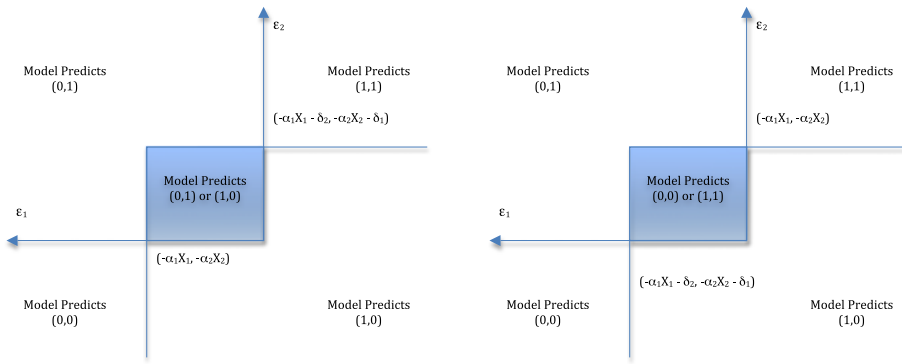 ε₂
Model Predicts
(0,1)
Model Predicts
(1,1)
(-α₁X₁ - δ₂, -α₂X₂ - δ₁)
Model Predicts
(0,1) or (1,0)
ε₁
(-α₁X₁, -α₂X₂)
Model Predicts
(0,0)
Model Predicts
(1,0)
ε₂
Model Predicts
(0,1)
Model Predicts
(1,1)
(-α₁X₁, -α₂X₂)
Model Predicts
(0,0) or (1,1)
ε₁
(-α₁X₁ - δ₂, -α₂X₂ - δ₁)
Model Predicts
(0,0)
Model Predicts
(1,0)